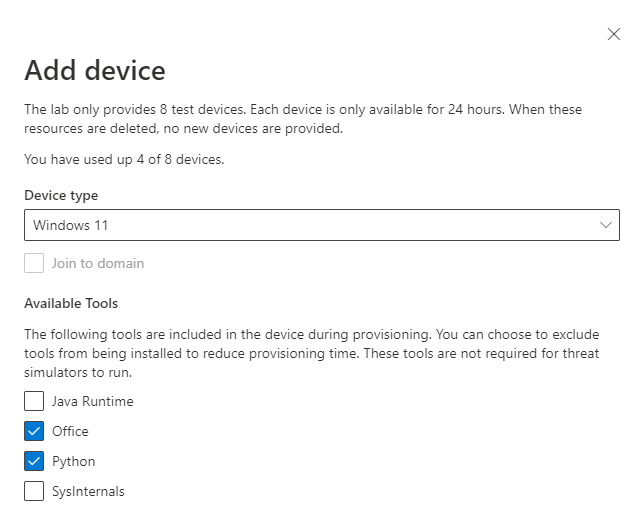 Add device
The lab only provides 8 test devices. Each device is only available for 24 hours. When these
resources are deleted, no new devices are provided.
You have used up 4 of 8 devices.
Device type
Windows 11
Join to domain
Available Tools
The following tools are included in the device during provisioning. You can choose to exclude
tools from being installed to reduce provisioning time. These tools are not required for threat
simulators to run.
Java Runtime
Office
Python
SysInternals